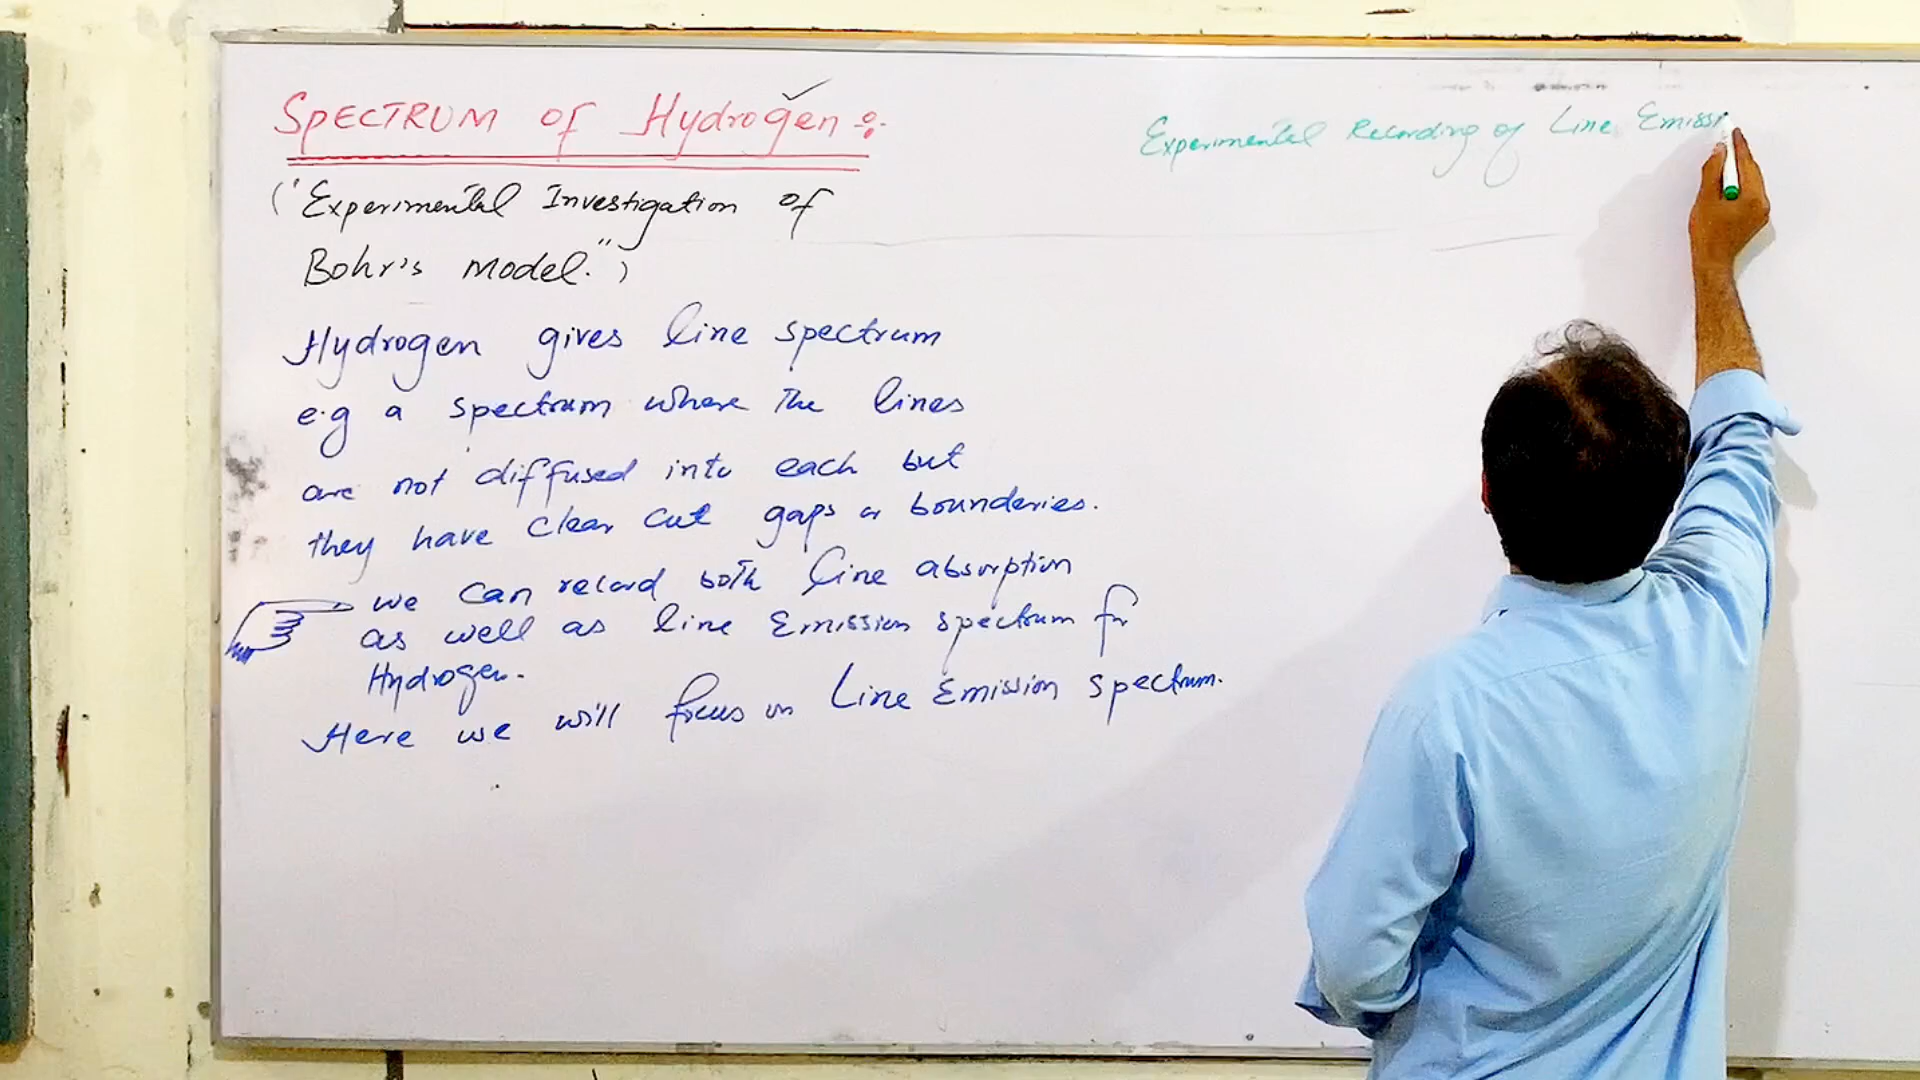 SPECTRUM of Hydrogen :-
("Experimental Investigation of
Bohr's Model.")
Hydrogen gives line spectrum
e.g a spectrum where the lines
are not diffused into each but
they have clear cut gaps or bounderies.
we can record both line absorption
as well as line Emission spectrum for
Hydrogen.
Here we will focus on Line Emission spectrum.
Experimental Recording of Line Emissi